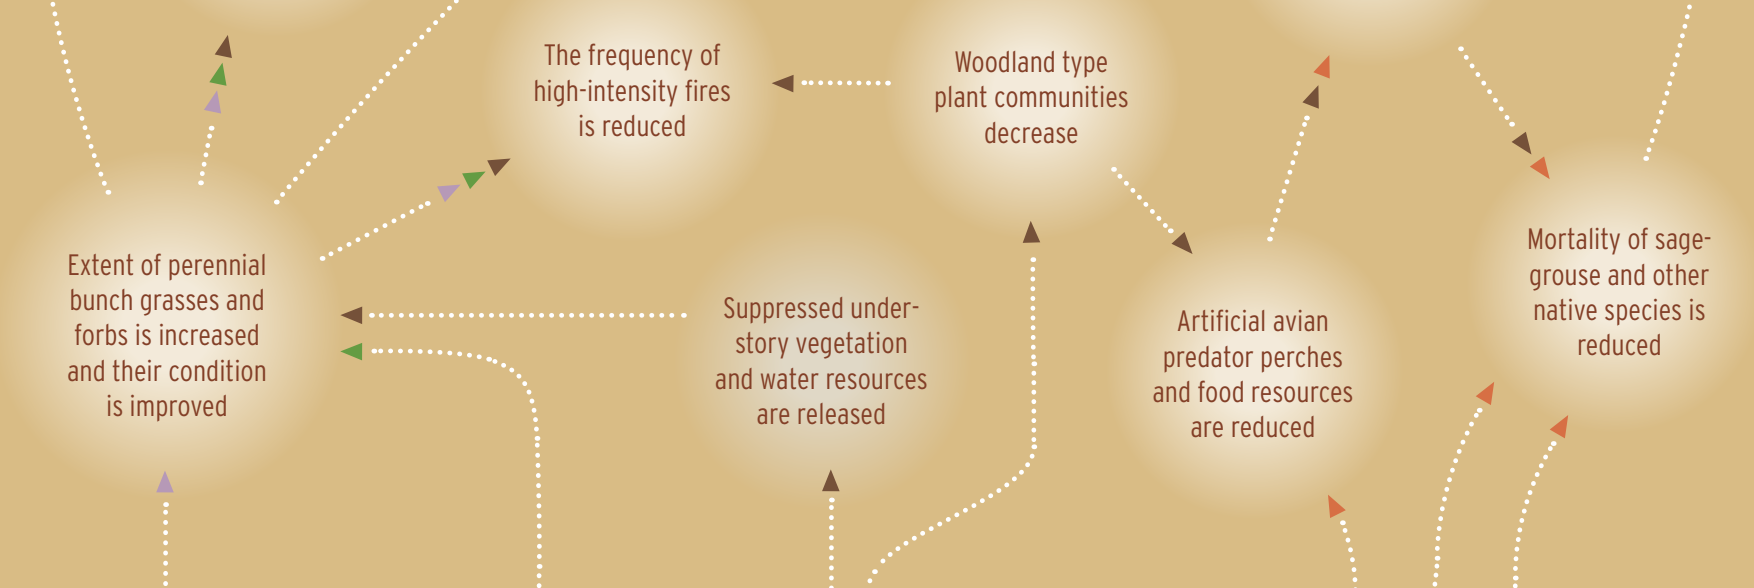 The frequency of
high-intensity fires
is reduced
Woodland type
plant communities
decrease
Extent of perennial
bunch grasses and
forbs is increased
and their condition
is improved
Suppressed under-
story vegetation
and water resources
are released
Artificial avian
predator perches
and food resources
are reduced
Mortality of sage-
grouse and other
native species is
reduced